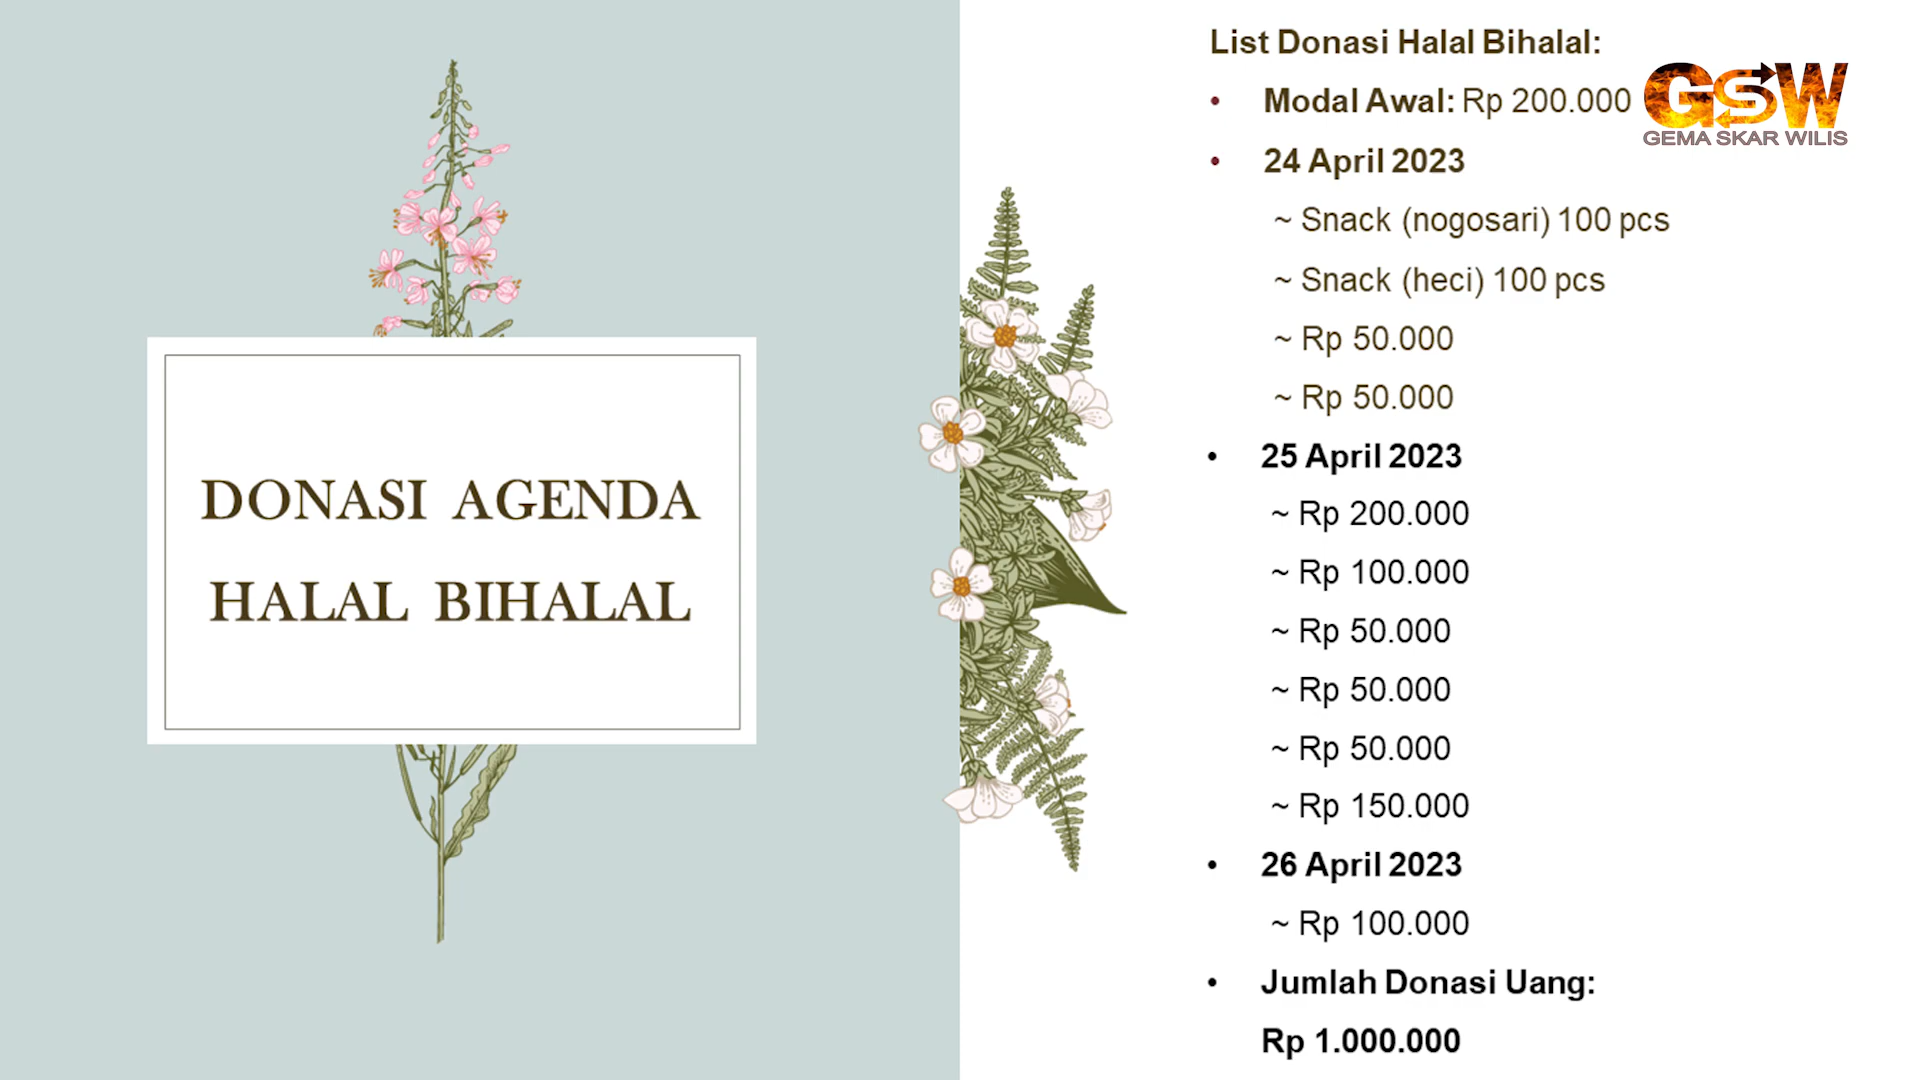 DONASI AGENDA
HALAL BIHALAL
List Donasi Halal Bihalal:
• Modal Awal: Rp 200.000
GSW
GEMA SKAR WILIS
• 24 April 2023
~ Snack (nogosari) 100 pcs
~ Snack (heci) 100 pcs
~ Rp 50.000
~ Rp 50.000
• 25 April 2023
~ Rp 200.000
~ Rp 100.000
~ Rp 50.000
~ Rp 50.000
~ Rp 50.000
~ Rp 150.000
• 26 April 2023
~ Rp 100.000
• Jumlah Donasi Uang:
Rp 1.000.000